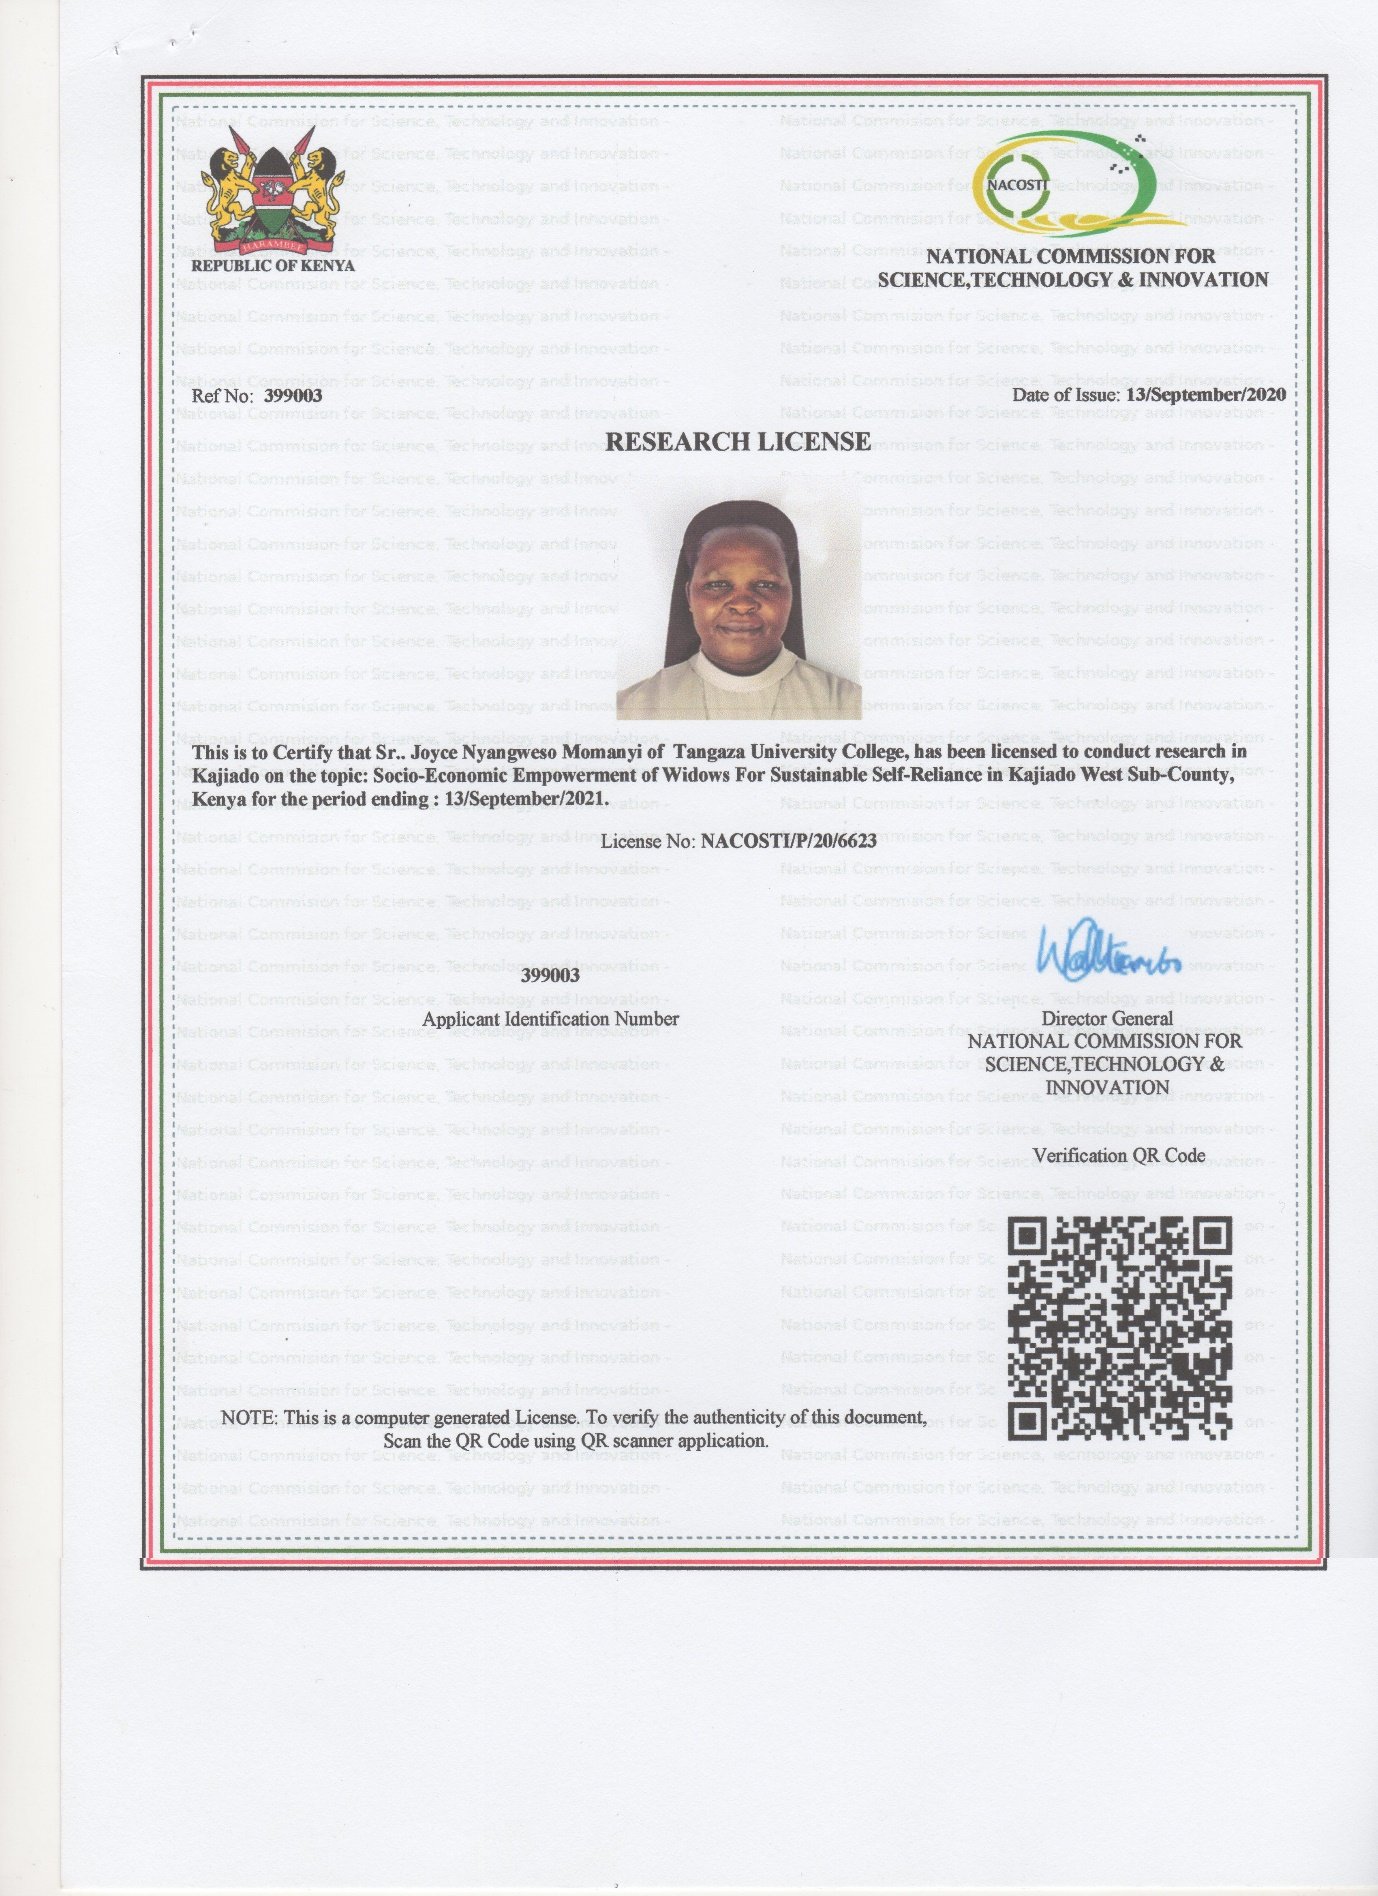 HARAMBEE
REPUBLIC OF KENYA
NACOSTI
NATIONAL COMMISSION FOR
SCIENCE,TECHNOLOGY & INNOVATION
Ref No: 399003
Date of Issue: 13/September/2020
RESEARCH LICENSE
This is to Certify that Sr.. Joyce Nyangweso Momanyi of Tangaza University College, has been licensed to conduct research in
Kajiado on the topic: Socio-Economic Empowerment of Widows For Sustainable Self-Reliance in Kajiado West Sub-County,
Kenya for the period ending : 13/September/2021.
License No: NACOSTI/P/20/6623
399003
Applicant Identification Number
Director General
NATIONAL COMMISSION FOR
SCIENCE,TECHNOLOGY &
INNOVATION
Verification QR Code
NOTE: This is a computer generated License. To verify the authenticity of this document,
Scan the QR Code using QR scanner application.